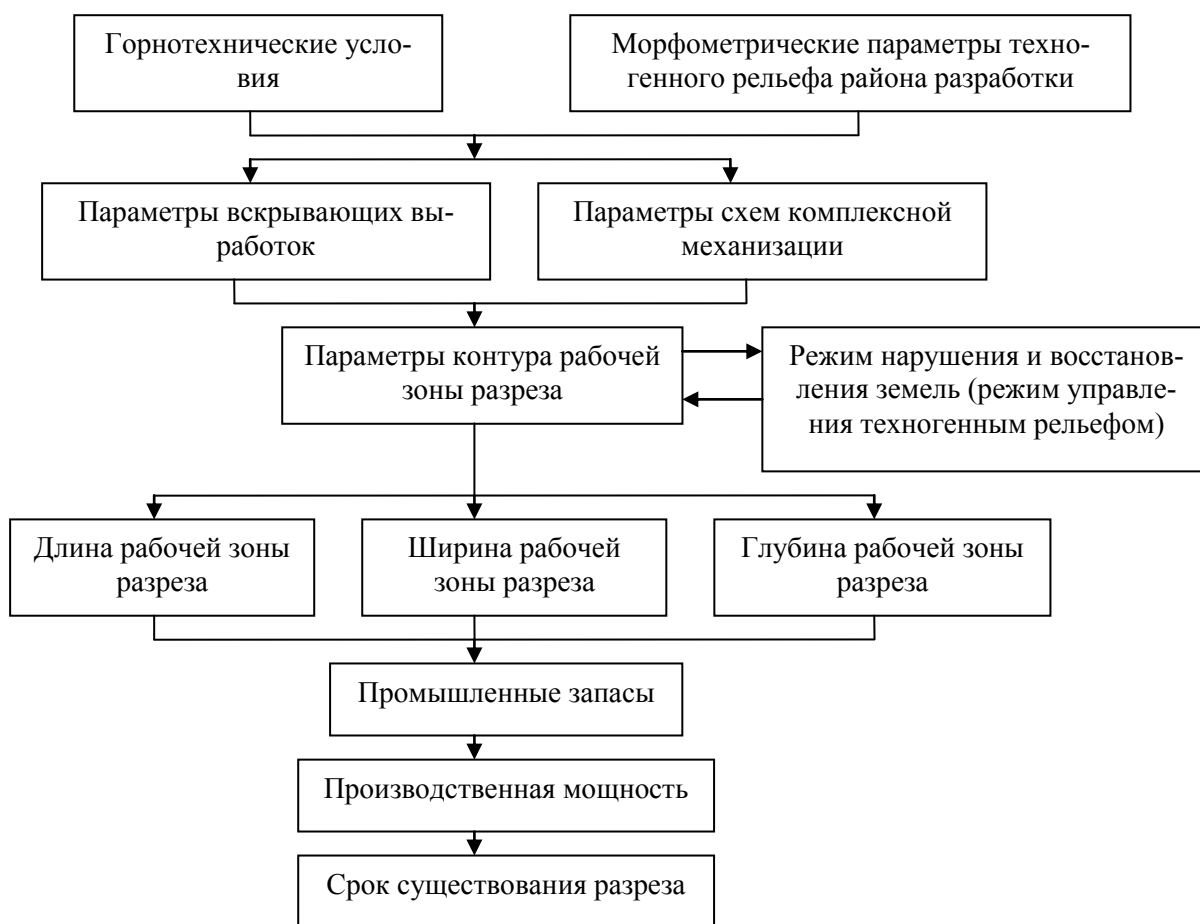 Горнотехнические усло-
вия
Морфометрические параметры техно-
генного рельефа района разработки
Параметры вскрывающих вы-
работок
Параметры схем комплексной
механизации
Параметры контура рабочей
зоны разреза
Режим нарушения и восстанов-
ления земель (режим управле-
ния техногенным рельефом)
Длина рабочей зоны
разреза
Ширина рабочей
зоны разреза
Глубина рабочей зоны
разреза
Промышленные запасы
Производственная мощность
Срок существования разреза